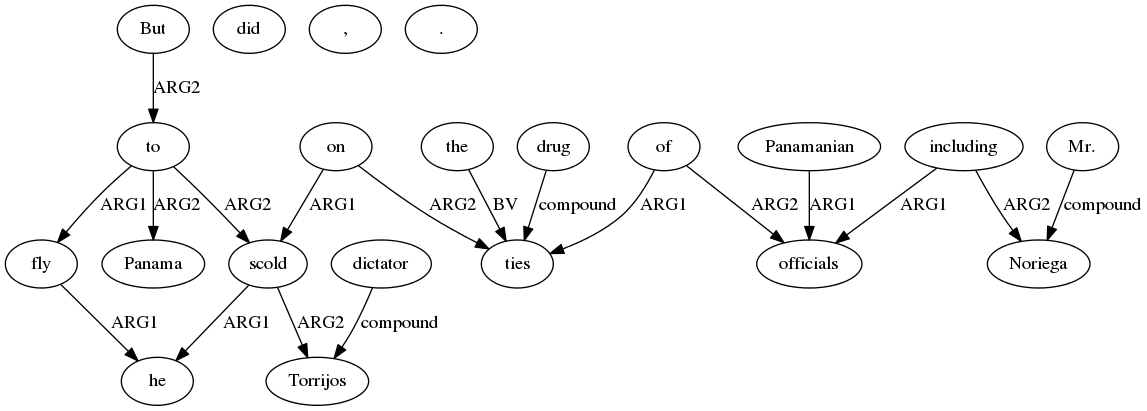 But did , .
ARG2
to on the drug of Panamanian including Mr.
ARG1 ARG2 ARG2 ARG1 ARG2 BV compound ARG1 ARG2 ARG1 ARG1 ARG2 compound
fly Panama scold dictator ties officials Noriega
ARG1 ARG1 ARG2 compound
he Torrijos